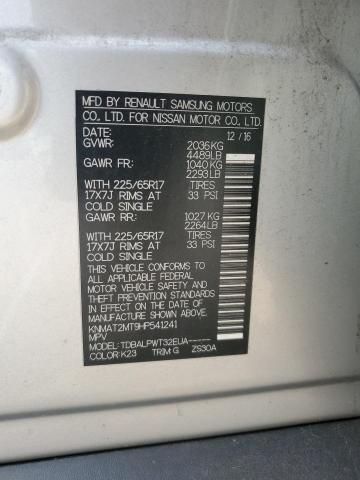 MFD BY RENAULT SAMSUNG MOTORS
CO. LTD. FOR NISSAN MOTOR CO., LTD.
DATE: 12 / 16
GVWR: 2036KG
4489LB
GAWR FR: 1040KG
2293LB
WITH 225/65R17 TIRES
17X7J RIMS AT 33 PSI
COLD SINGLE
GAWR RR: 1027KG
2264LB
WITH 225/65R17 TIRES
17X7J RIMS AT 33 PSI
COLD SINGLE
THIS VEHICLE CONFORMS TO
ALL APPLICABLE FEDERAL
MOTOR VEHICLE SAFETY AND
THEFT PREVENTION STANDARDS
IN EFFECT ON THE DATE OF
MANUFACTURE SHOWN ABOVE.
KNMAT2MT9HP541241
MPV
MODEL: TDBALPWT32EUA-----
COLOR: K23 TRIM: G ZS30A